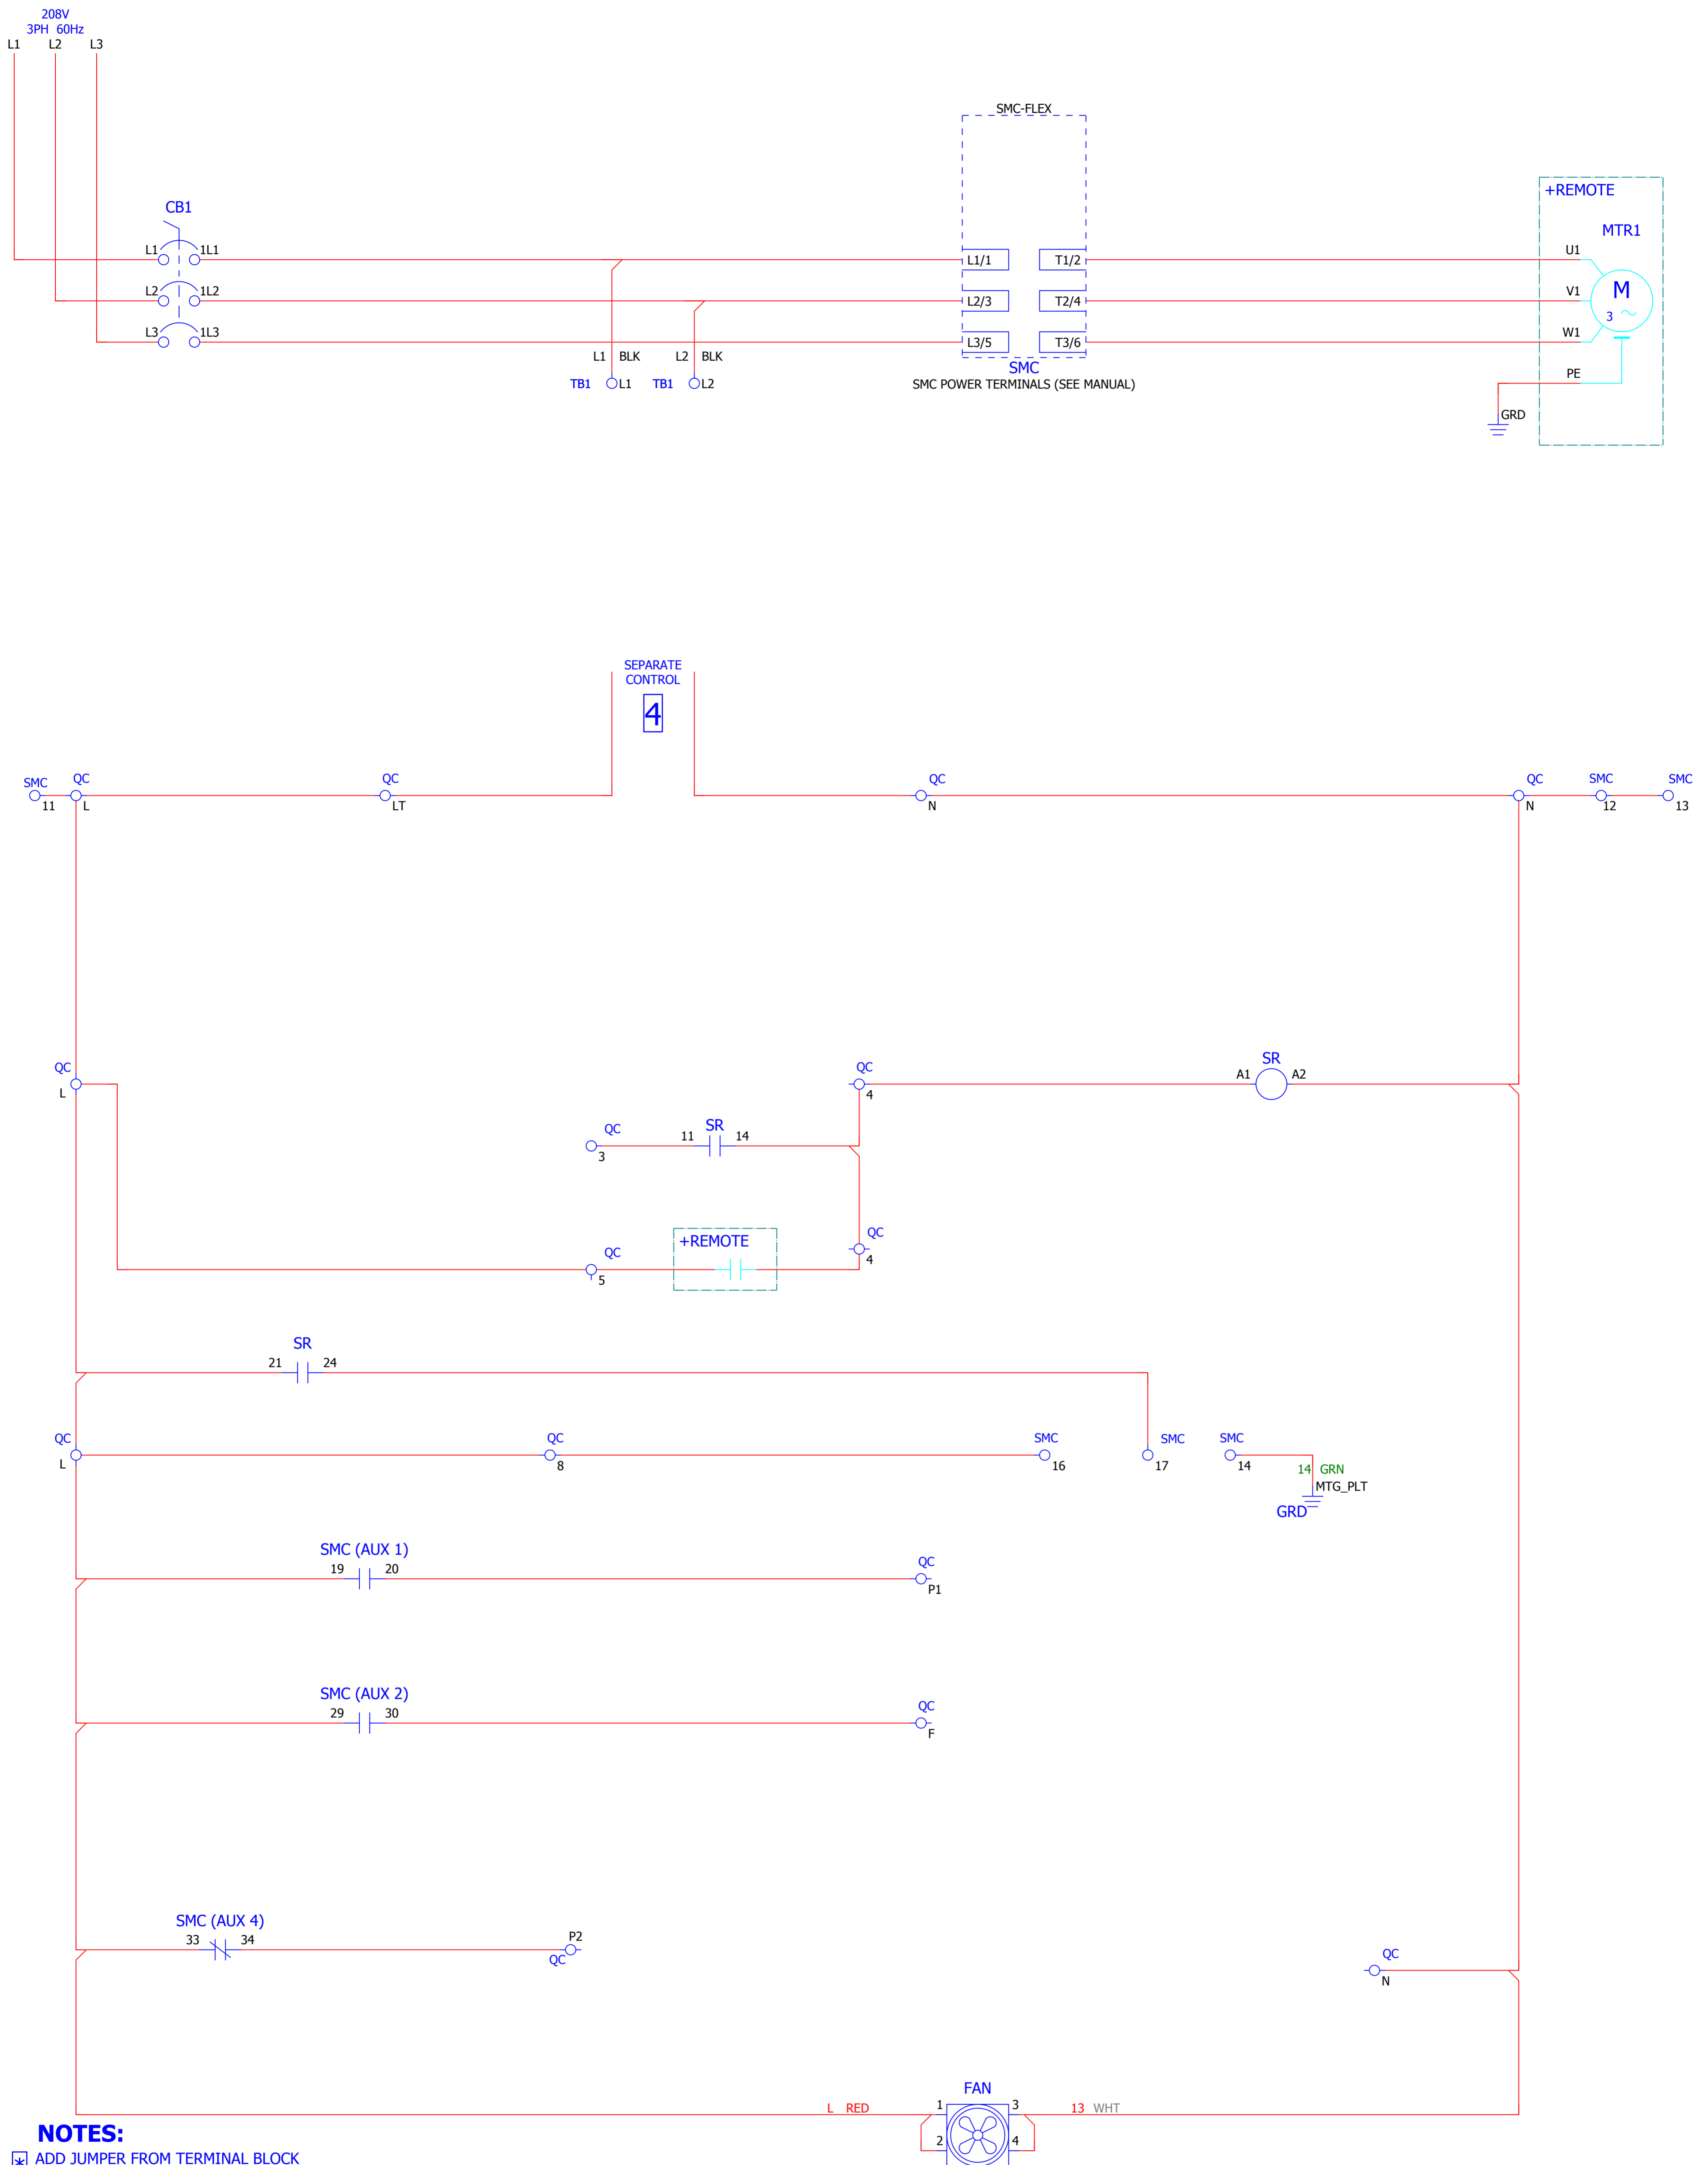 208V
3PH 60Hz
L1 L2 L3
SMC-FLEX
+REMOTE
CB1
MTR1
L1 1L1 L1/1 T1/2 U1
L2 1L2 L2/3 T2/4 V1
M
3
L3 1L3 L3/5 T3/6 W1
L1 BLK L2 BLK
SMC
TB1 L1 TB1 L2
SMC POWER TERMINALS (SEE MANUAL)
PE
GRD
SEPARATE
CONTROL
4
SMC QC QC QC QC SMC SMC
11 L LT N N 12 13
QC QC SR
L 4 A1 A2
QC SR
3 11 14
QC +REMOTE QC
5 4
SR
21 24
QC QC SMC SMC SMC
L 8 16 17 14
14 GRN
MTG_PLT
GRD
SMC (AUX 1)
19 20 QC
P1
SMC (AUX 2)
29 30 QC
F
SMC (AUX 4)
33 34 P2
QC
QC
N
FAN
L RED 1 3 13 WHT
2 4
NOTES:
* ADD JUMPER FROM TERMINAL BLOCK